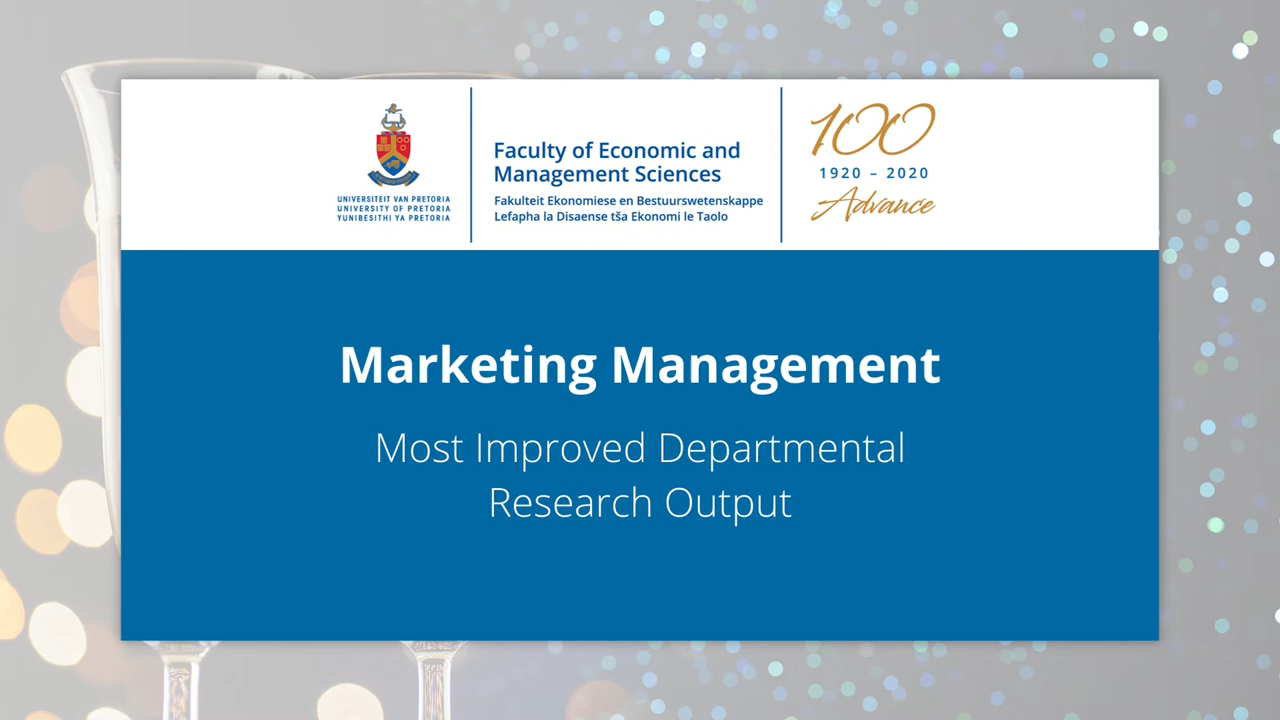 UNIVERSITEIT VAN PRETORIA
UNIVERSITY OF PRETORIA
YUNIBESITHI YA PRETORIA
Faculty of Economic and
Management Sciences
Fakulteit Ekonomiese en Bestuurswetenskappe
Lefapha la Disaense tša Ekonomi le Taolo
100
1920 – 2020
Advance
Marketing Management
Most Improved Departmental
Research Output